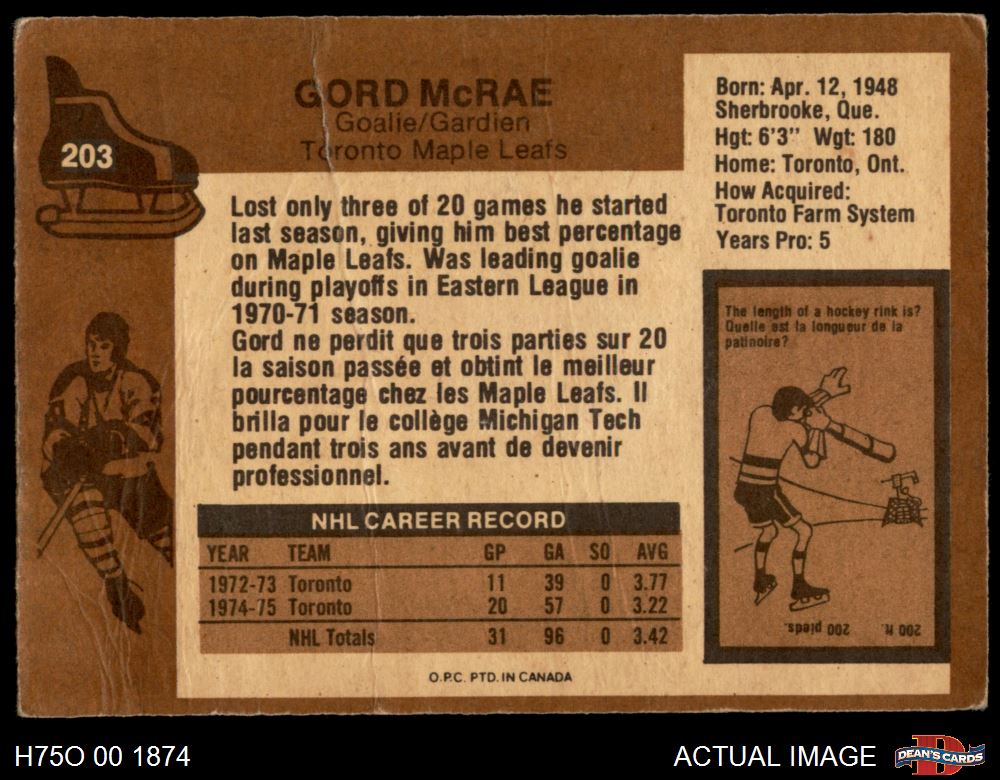 203
GORD McRAE
Goalie/Gardien
Toronto Maple Leafs
Born: Apr. 12, 1948
Sherbrooke, Que.
Hgt: 6'3" Wgt: 180
Home: Toronto, Ont.
How Acquired:
Toronto Farm System
Years Pro: 5
Lost only three of 20 games he started
last season, giving him best percentage
on Maple Leafs. Was leading goalie
during playoffs in Eastern League in
1970-71 season.
Gord ne perdit que trois parties sur 20
la saison passée et obtint le meilleur
pourcentage chez les Maple Leafs. Il
brilla pour le collège Michigan Tech
pendant trois ans avant de devenir
professionnel.
The length of a hockey rink is?
Quelle est la longueur de la
patinoire?
200 ft.
200 pieds.
NHL CAREER RECORD
YEAR TEAM GP GA SO AVG
1972-73 Toronto 11 39 0 3.77
1974-75 Toronto 20 57 0 3.22
NHL Totals 31 96 0 3.42
O.P.C. PTD. IN CANADA
H75O 00 1874
ACTUAL IMAGE
DEAN'S CARDS